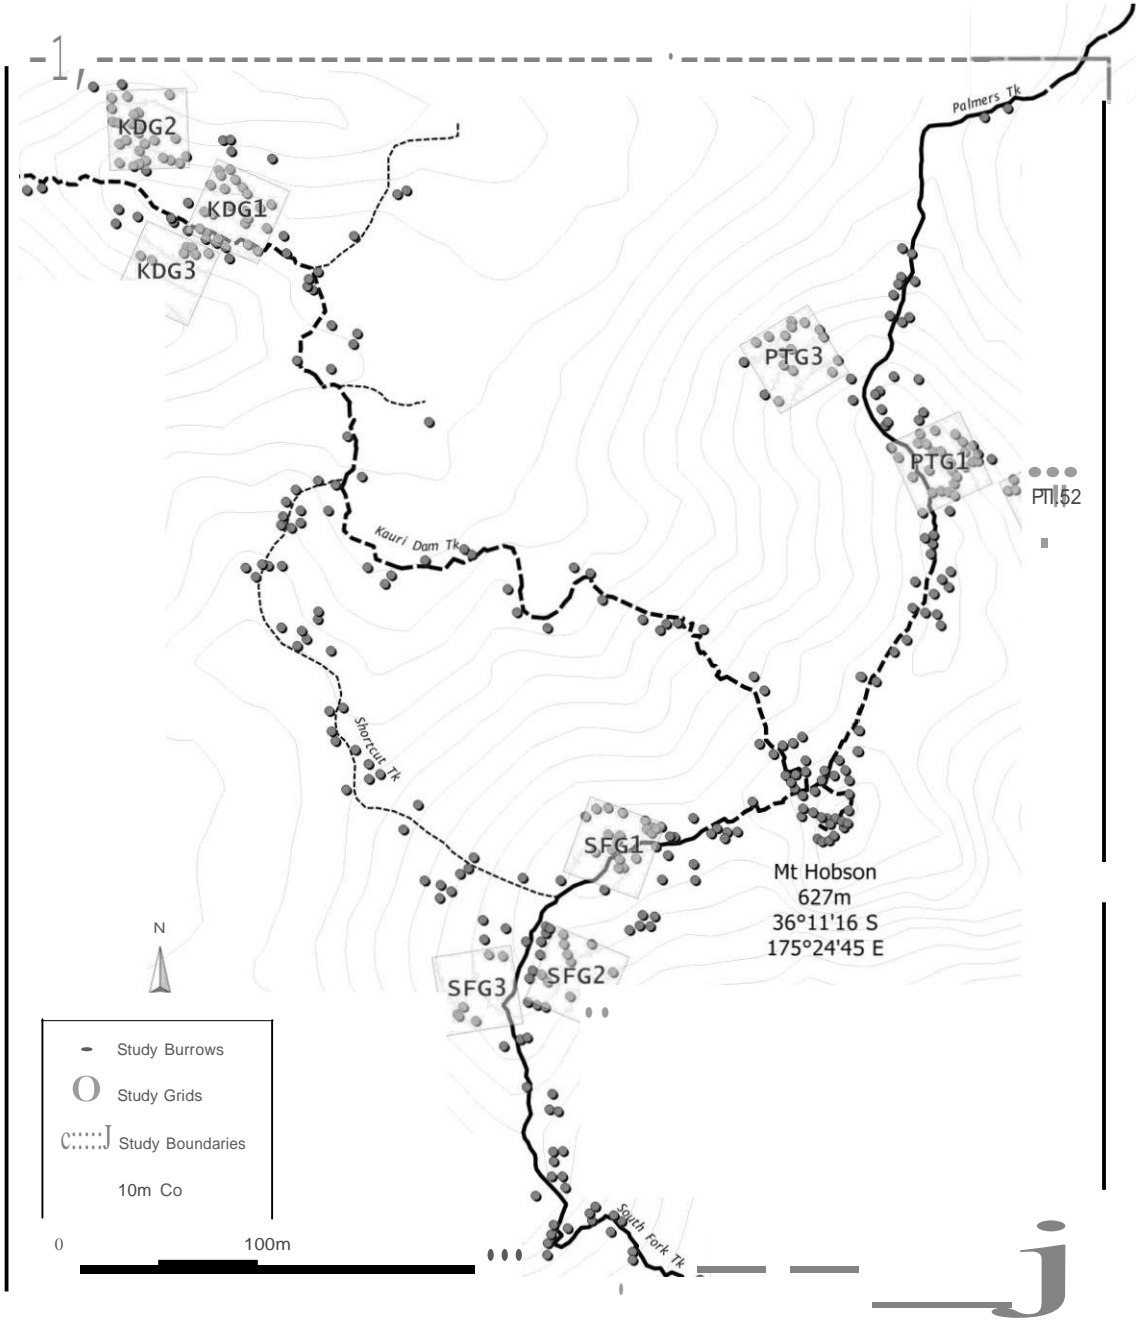 1,
Palmers Tk
KDG2
KDG1
KDG3
PTG3
PTG1
Kauri Dam Tk
Shortcut Tk
SFG1
Mt Hobson
627m
36°11'16 S
175°24'45 E
N
SFG2
SFG3
Study Burrows
Study Grids
Study Boundaries
10m Co
0 100m
South Fork Tk
j